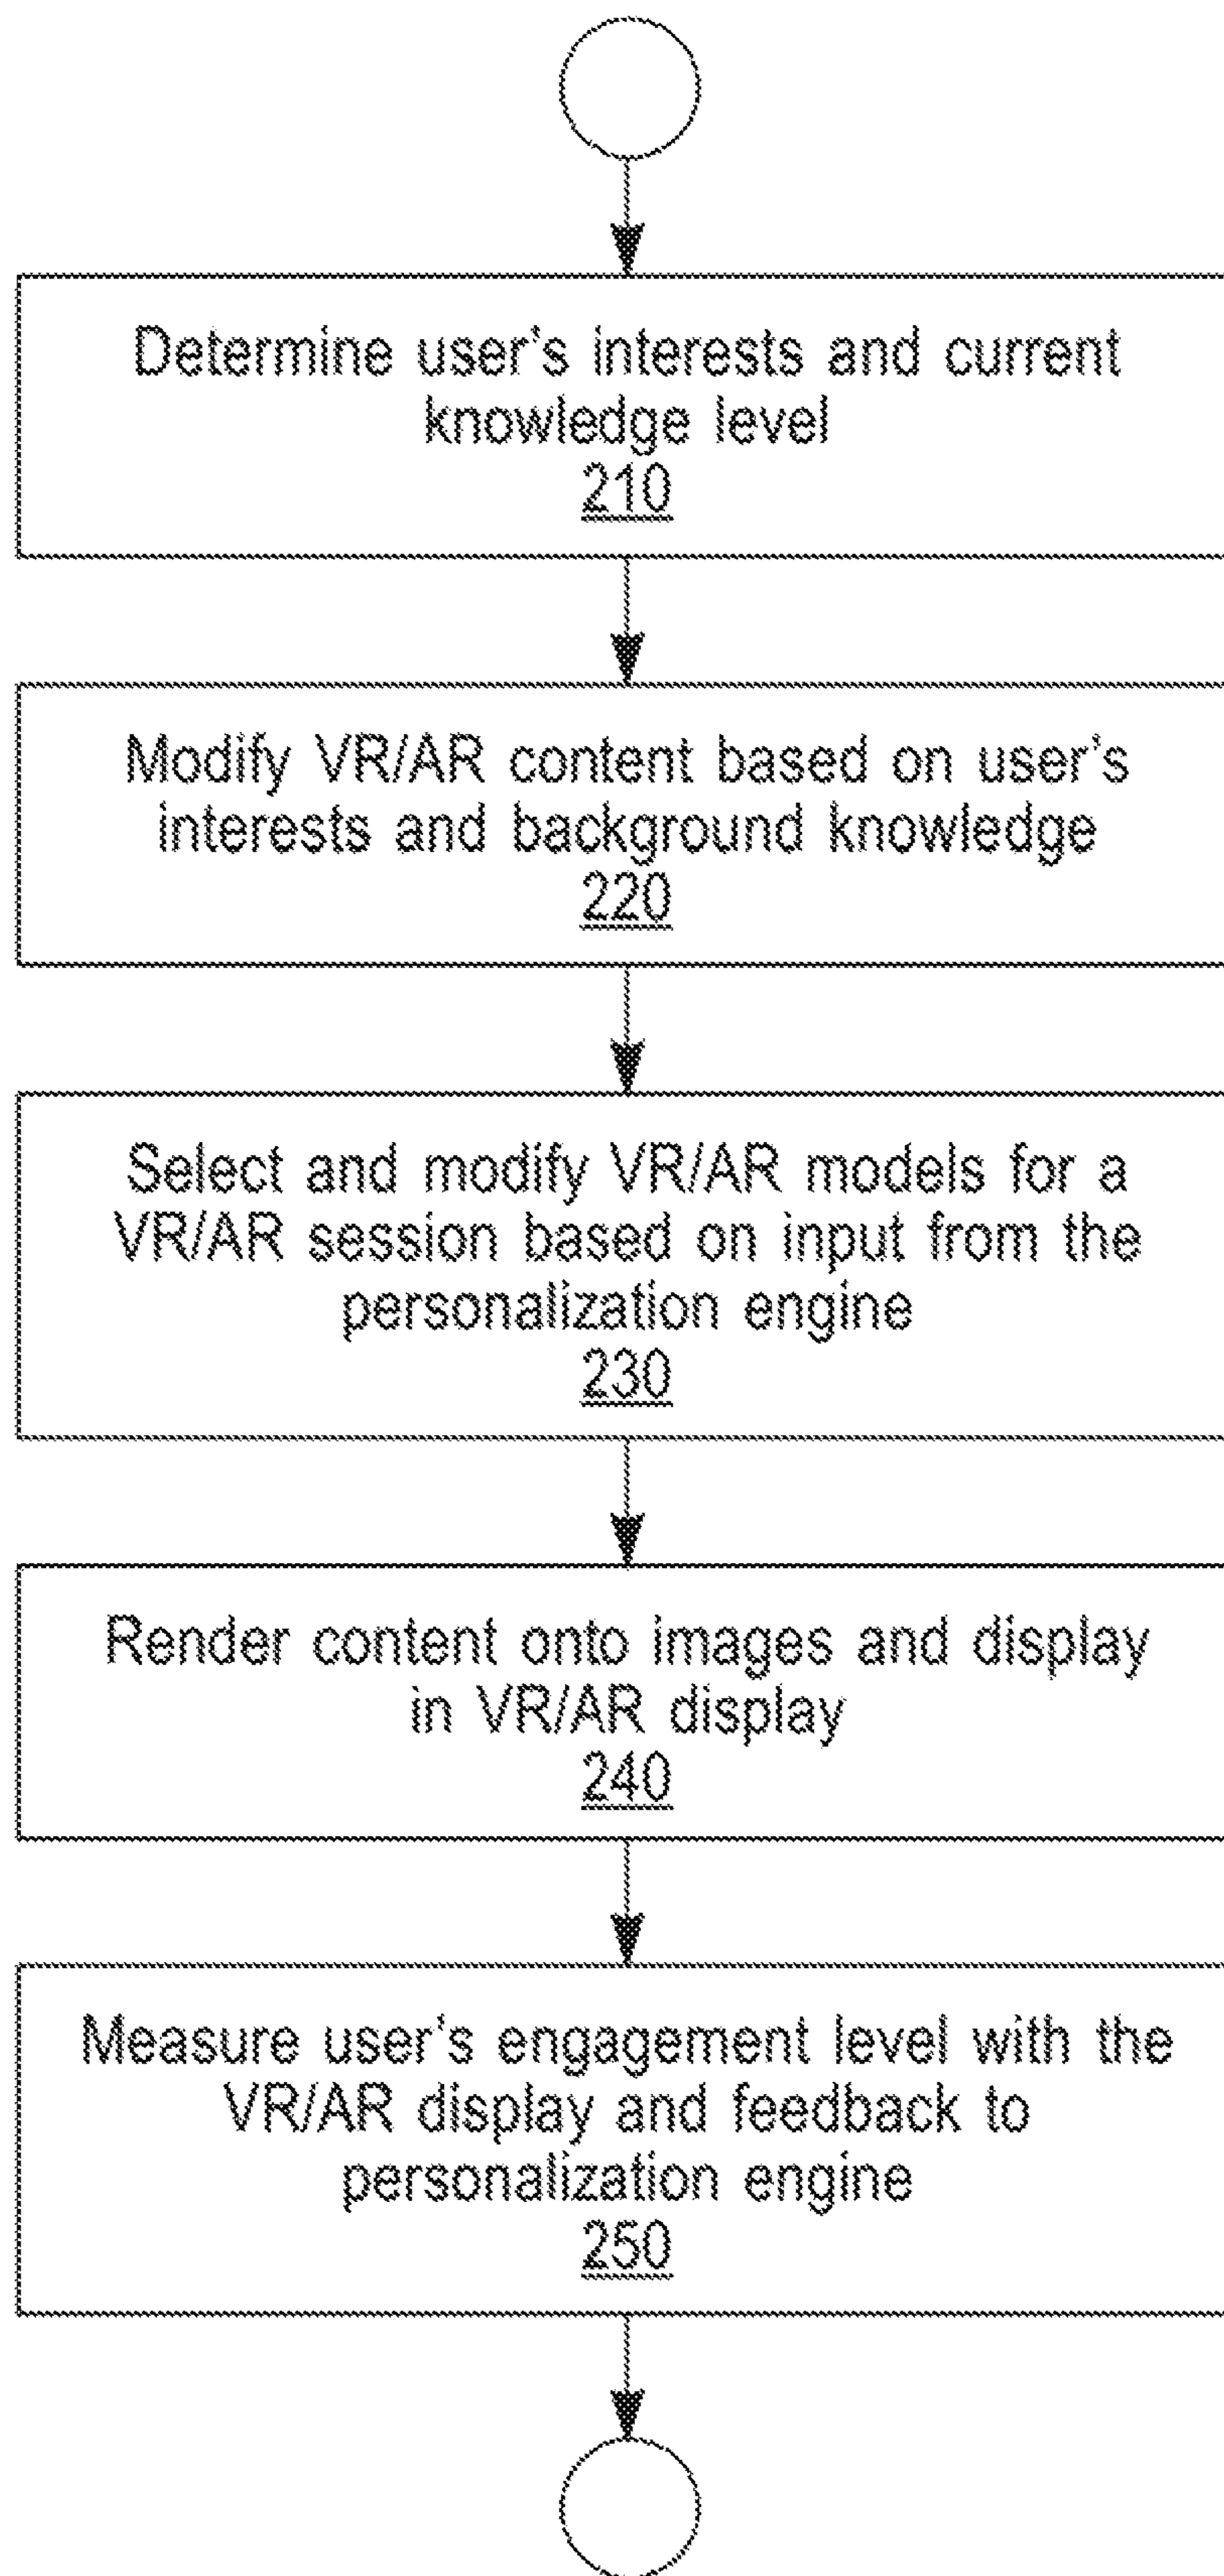 Determine user's interests and current
knowledge level
210
Modify VR/AR content based on user's
interests and background knowledge
220
Select and modify VR/AR models for a
VR/AR session based on input from the
personalization engine
230
Render content onto images and display
in VR/AR display
240
Measure user's engagement level with the
VR/AR display and feedback to
personalization engine
250